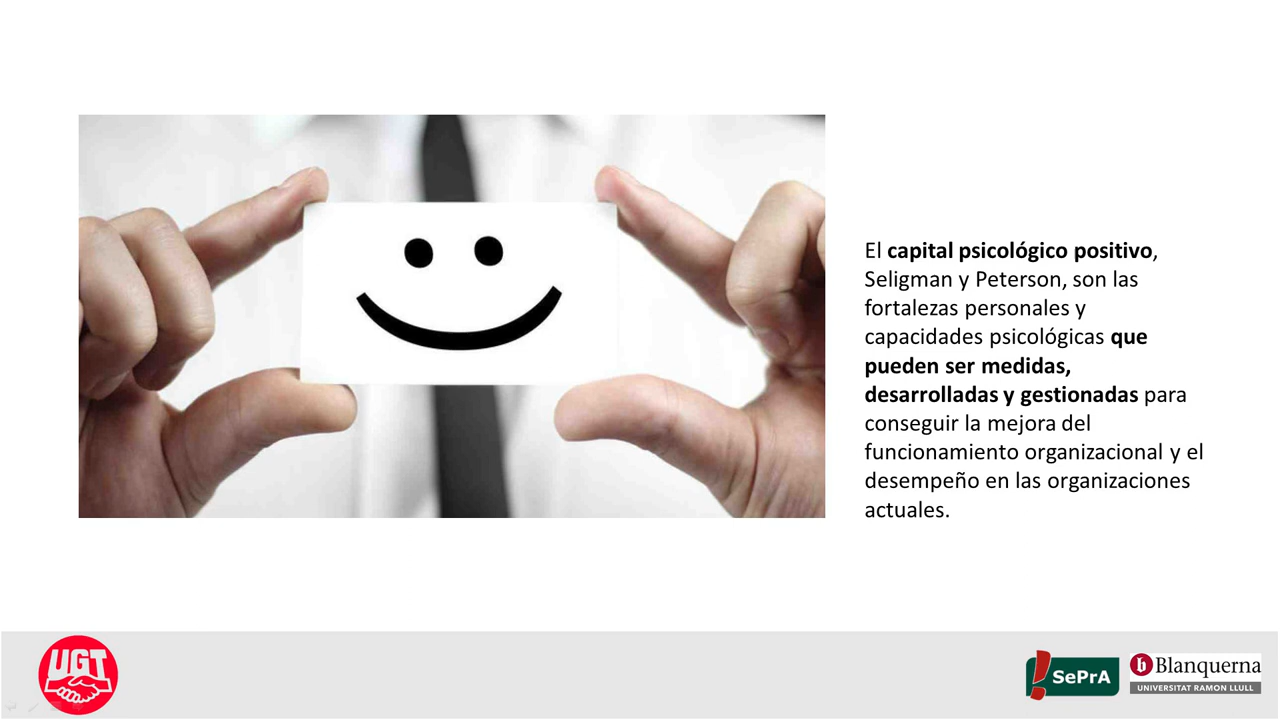 El capital psicológico positivo,
Seligman y Peterson, son las
fortalezas personales y
capacidades psicológicas que
pueden ser medidas,
desarrolladas y gestionadas para
conseguir la mejora del
funcionamiento organizacional y el
desempeño en las organizaciones
actuales.
UGT
SePrA
b Blanquerna
UNIVERSITAT RAMON LLULL